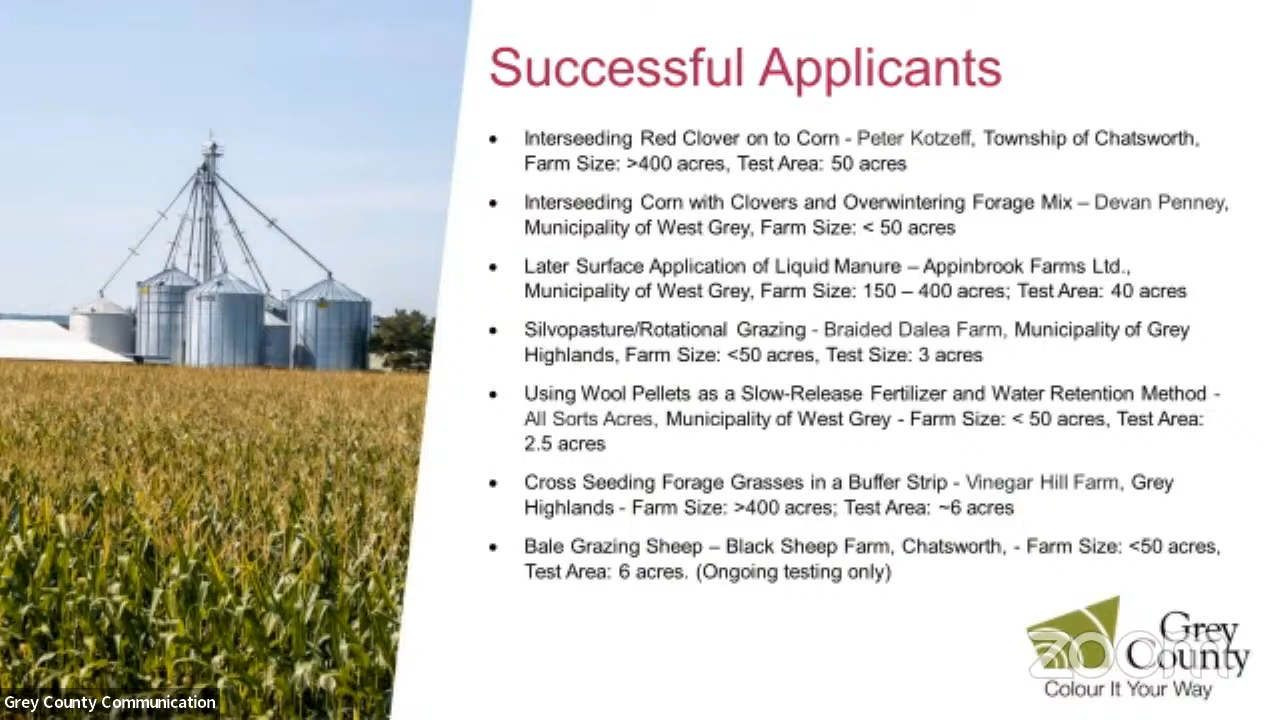 Successful Applicants
• Interseeding Red Clover on to Corn - Peter Kotzeff, Township of Chatsworth,
Farm Size: >400 acres, Test Area: 50 acres
• Interseeding Corn with Clovers and Overwintering Forage Mix – Devan Penney,
Municipality of West Grey, Farm Size: < 50 acres
• Later Surface Application of Liquid Manure – Appinbrook Farms Ltd.,
Municipality of West Grey, Farm Size: 150 – 400 acres; Test Area: 40 acres
• Silvopasture/Rotational Grazing - Braided Dalea Farm, Municipality of Grey
Highlands, Farm Size: <50 acres, Test Size: 3 acres
• Using Wool Pellets as a Slow-Release Fertilizer and Water Retention Method -
All Sorts Acres, Municipality of West Grey - Farm Size: < 50 acres, Test Area:
2.5 acres
• Cross Seeding Forage Grasses in a Buffer Strip - Vinegar Hill Farm, Grey
Highlands - Farm Size: >400 acres; Test Area: ~6 acres
• Bale Grazing Sheep – Black Sheep Farm, Chatsworth, - Farm Size: <50 acres,
Test Area: 6 acres. (Ongoing testing only)
Grey
County
zoom
Colour It Your Way
Grey County Communication